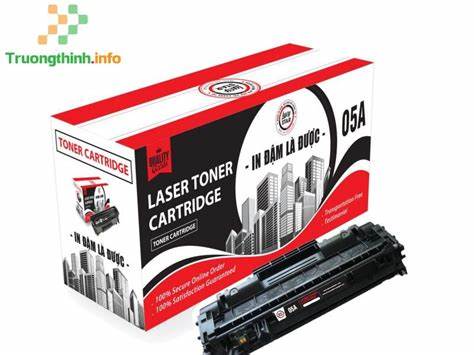 Truongthinh.info
TONER CARTRIDGE
IN ĐẬM LÀ ĐƯỢC
QUALITY
LASER TONER
CARTRIDGE
TONER CARTRIDGE
100% Secure Online Order
100% Satisfaction Guaranteed
- IN ĐẬM LÀ ĐƯỢC -
05A
Transportation Free
Testimonial
05A